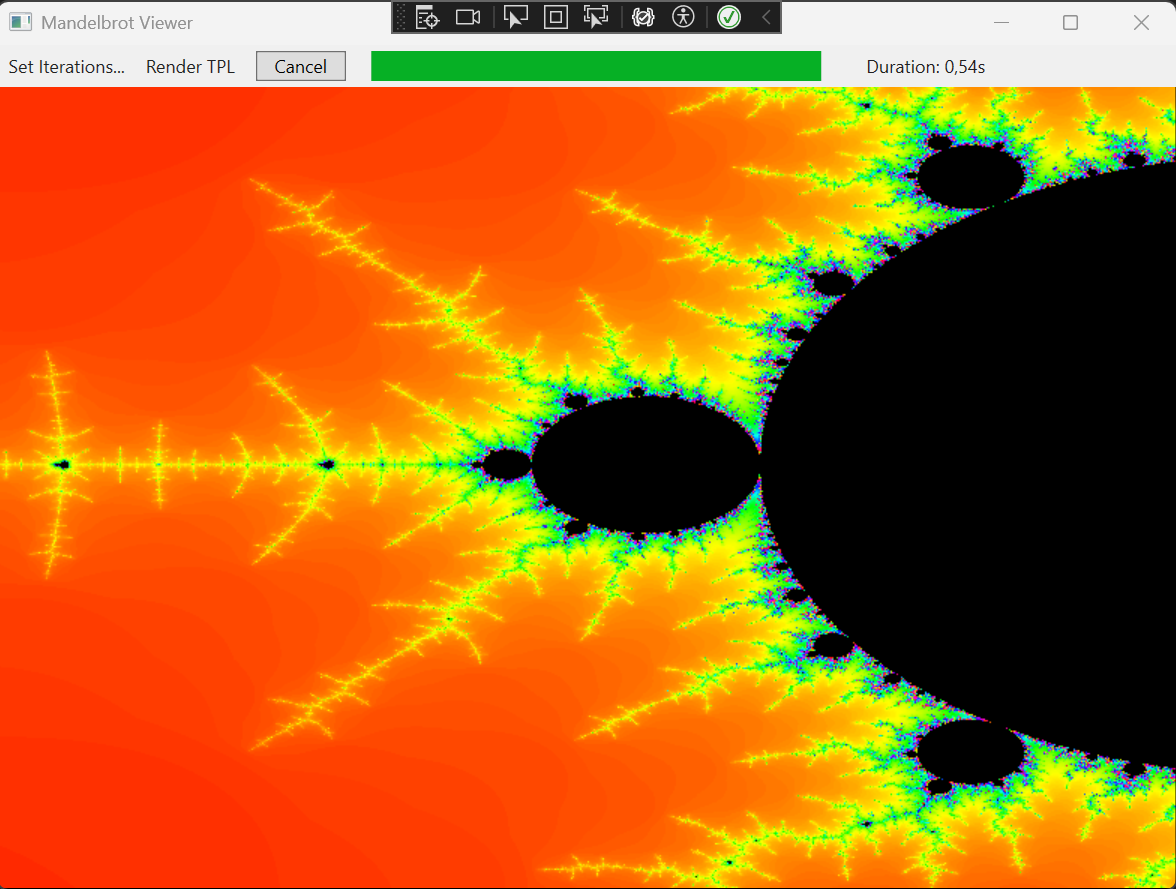 Mandelbrot Viewer
Set Iterations... Render TPL Cancel Duration: 0,54s